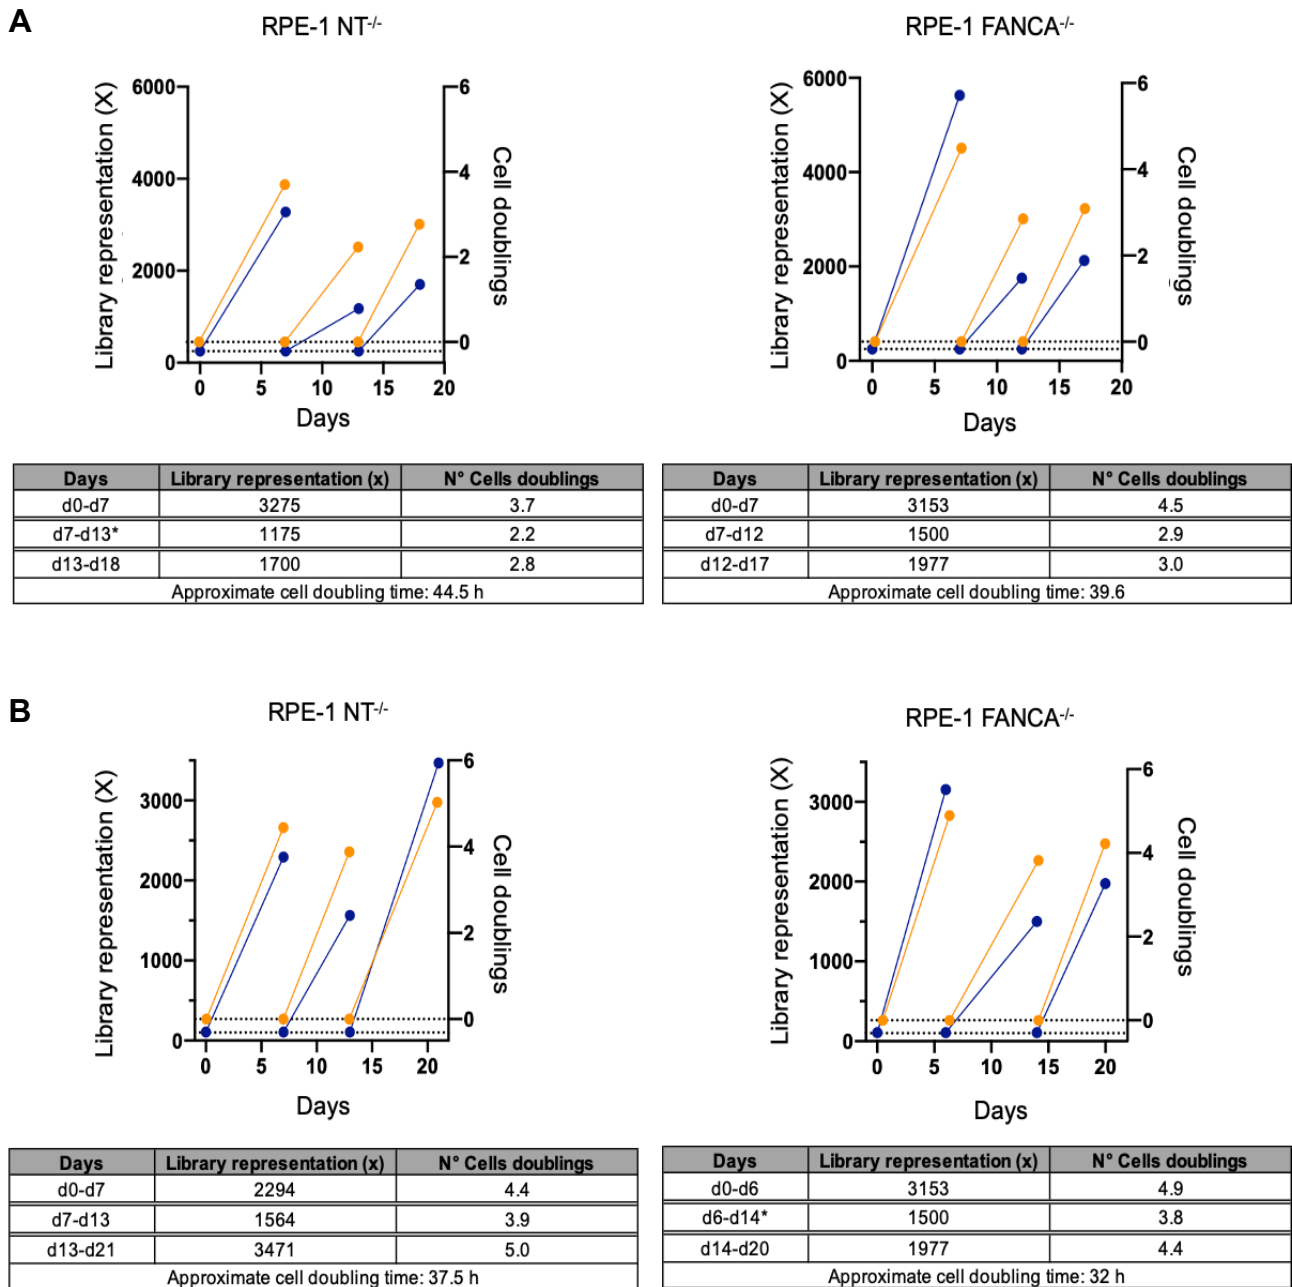 A
RPE-1 NT-/-
RPE-1 FANCA-/-
Library representation (X)
6000
4000
2000
0
6
4
2
0
Cell doublings
0 5 10 15 20
Days
Library representation (X)
6000
4000
2000
0
6
4
2
0
Cell doublings
0 5 10 15 20
Days
Days Library representation (x) N° Cells doublings
d0-d7 3275 3.7
d7-d13* 1175 2.2
d13-d18 1700 2.8
Approximate cell doubling time: 44.5 h
Days Library representation (x) N° Cells doublings
d0-d7 3153 4.5
d7-d12 1500 2.9
d12-d17 1977 3.0
Approximate cell doubling time: 39.6
B
RPE-1 NT-/-
RPE-1 FANCA-/-
Library representation (X)
3000
2000
1000
0
6
4
2
0
Cell doublings
0 5 10 15 20
Days
Library representation (X)
3000
2000
1000
0
6
4
2
0
Cell doublings
0 5 10 15 20
Days
Days Library representation (x) N° Cells doublings
d0-d7 2294 4.4
d7-d13 1564 3.9
d13-d21 3471 5.0
Approximate cell doubling time: 37.5 h
Days Library representation (x) N° Cells doublings
d0-d6 3153 4.9
d6-d14* 1500 3.8
d14-d20 1977 4.4
Approximate cell doubling time: 32 h